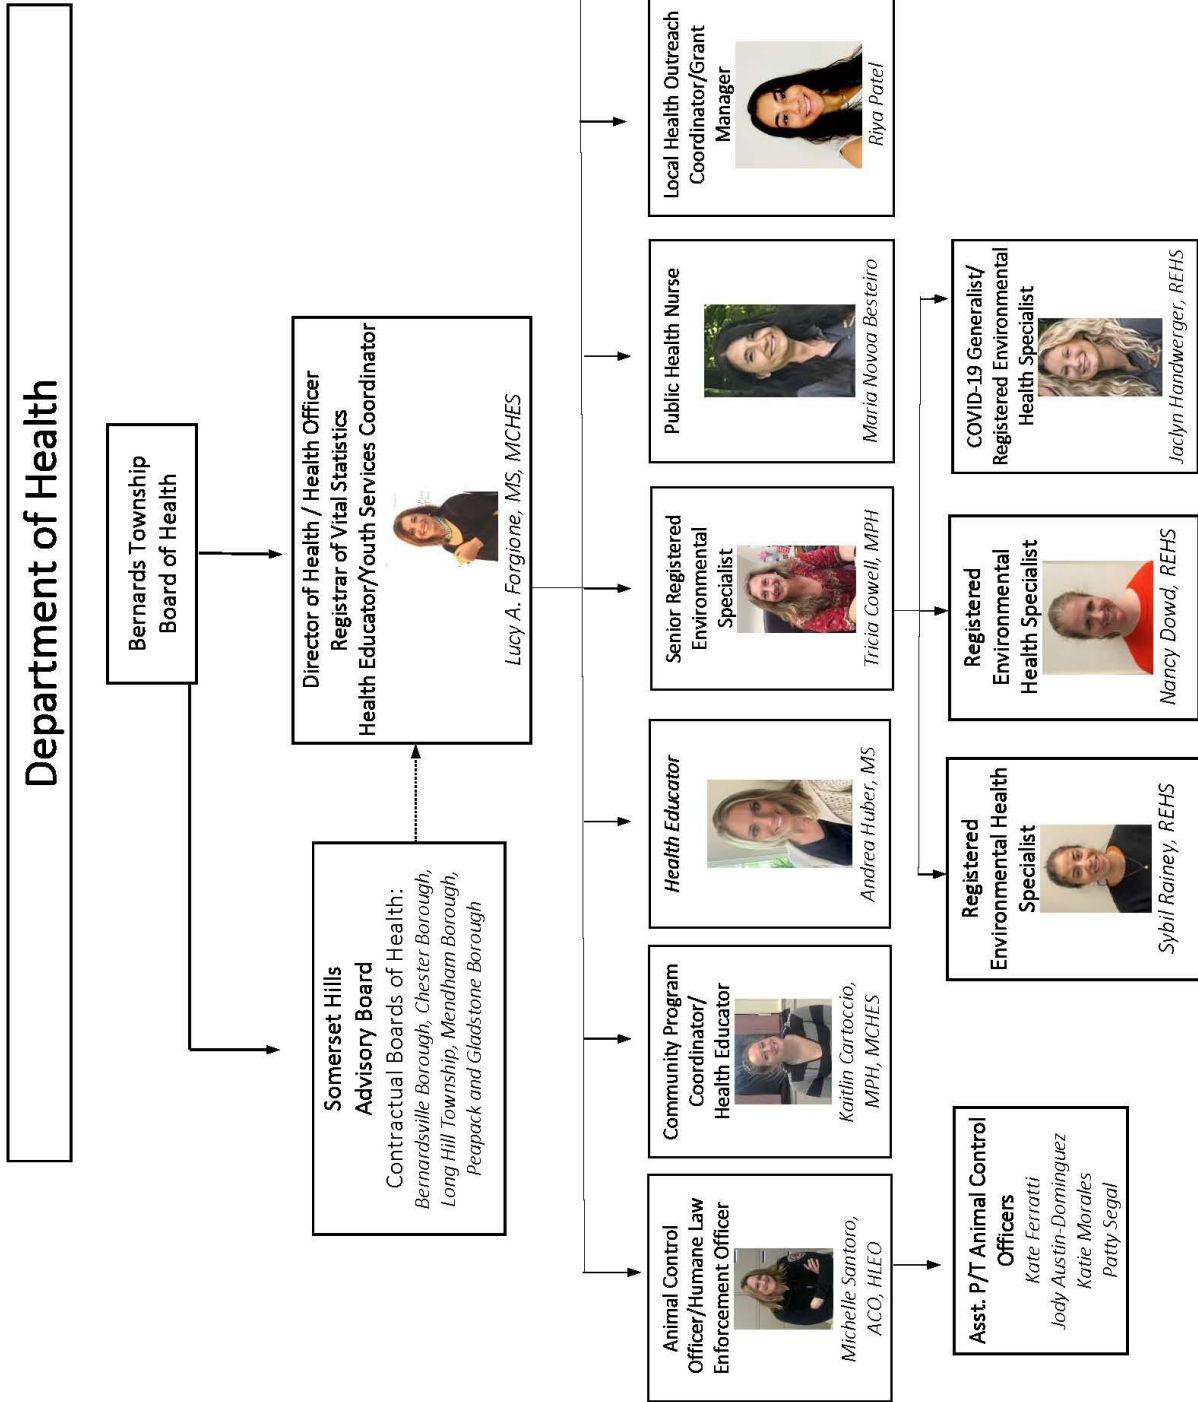 Department of Health
Bernards Township
Board of Health
Somerset Hills
Advisory Board
Contractual Boards of Health:
Bernardsville Borough, Chester Borough,
Long Hill Township, Mendham Borough,
Peapack and Gladstone Borough
Director of Health / Health Officer
Registrar of Vital Statistics
Health Educator/Youth Services Coordinator
Lucy A. Forgione, MS, MCHES
Animal Control
Officer/Humane Law
Enforcement Officer
Michelle Santoro,
ACO, HLEO
Community Program
Coordinator/
Health Educator
Kaitlin Cartoccio,
MPH, MCHES
Health Educator
Andrea Huber, MS
Senior Registered
Environmental
Specialist
Tricia Cowell, MPH
Public Health Nurse
Maria Novoa Besteiro
Local Health Outreach
Coordinator/Grant
Manager
Riya Patel
Asst. P/T Animal Control
Officers
Kate Ferratti
Jody Austin-Dominguez
Katie Morales
Patty Segal
Registered
Environmental Health
Specialist
Sybil Rainey, REHS
Registered
Environmental
Health Specialist
Nancy Dowd, REHS
COVID-19 Generalist/
Registered Environmental
Health Specialist
Jaclyn Handwerger, REHS